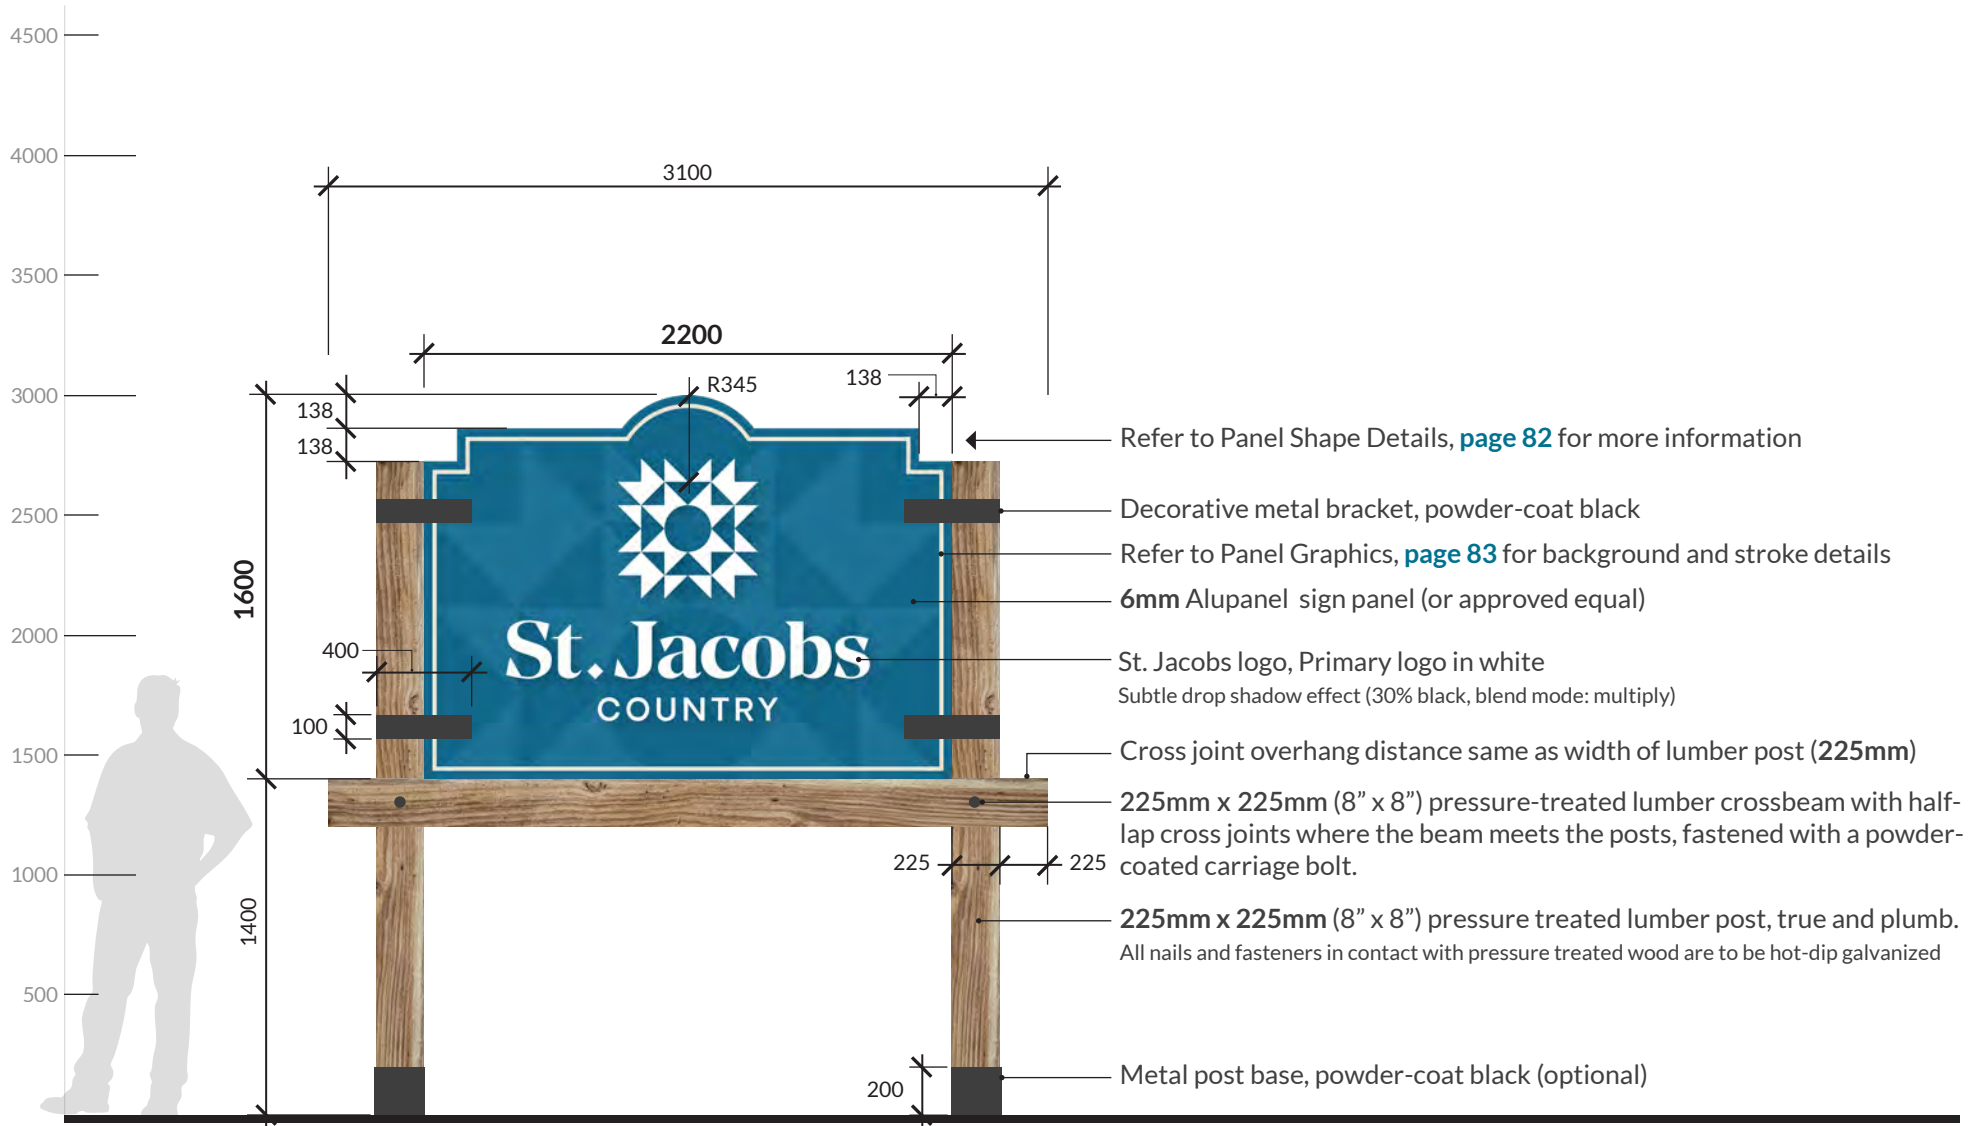 4500
4000
3500
3000
2500
2000
1500
1000
500
3100
2200
R345
138
138
138
1600
400
100
1400
225
225
200
St. Jacobs
COUNTRY
Refer to Panel Shape Details, page 82 for more information
Decorative metal bracket, powder-coat black
Refer to Panel Graphics, page 83 for background and stroke details
6mm Alupanel sign panel (or approved equal)
St. Jacobs logo, Primary logo in white
Subtle drop shadow effect (30% black, blend mode: multiply)
Cross joint overhang distance same as width of lumber post (225mm)
225mm x 225mm (8” x 8”) pressure-treated lumber crossbeam with half-
lap cross joints where the beam meets the posts, fastened with a powder-
coated carriage bolt.
225mm x 225mm (8” x 8”) pressure treated lumber post, true and plumb.
All nails and fasteners in contact with pressure treated wood are to be hot-dip galvanized
Metal post base, powder-coat black (optional)